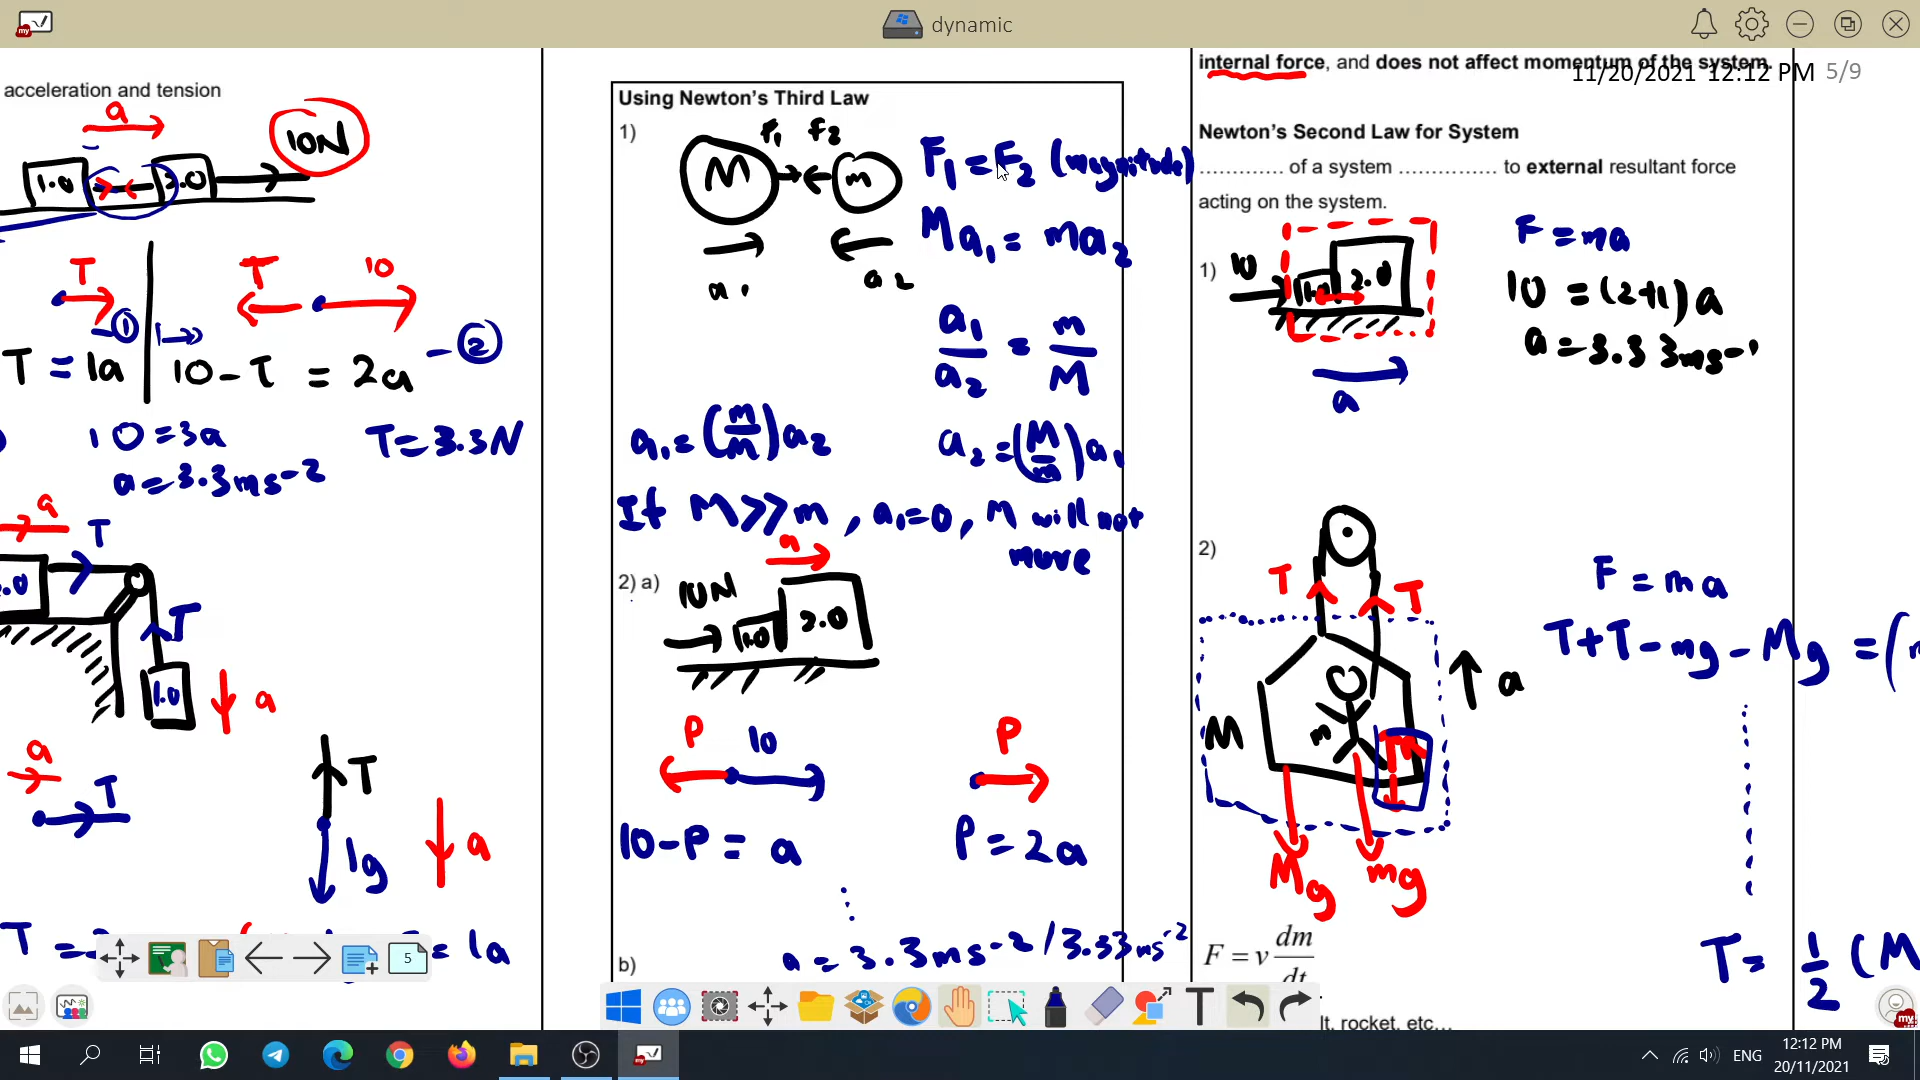 dynamic
11/20/2021 12:12 PM 5/9
acceleration and tension
a
10N
1.0
2.0
T
T
10
①
②
T = 1a
10 - T = 2a
10 = 3a
T = 3.3N
a = 3.3ms-2
a
T
T
1.0
a
a
T
T
1g
a
= 1a
5
Using Newton's Third Law
1)
F1 F2
M
m
F1 = F2 (magnitude)
Ma1 = ma2
a1
a2
a1/a2 = m/M
a1 = (m/M)a2
a2 = (M/m)a1
If M >> m, a1=0, M will not
move
2) a)
10N
a
1.0
2.0
P
10
P
10 - P = a
P = 2a
a = 3.3ms-2 / 3.33ms-2
b)
internal force, and does not affect momentum of the system.
Newton's Second Law for System
............. of a system ............... to external resultant force
acting on the system.
1)
10
1.0
2.0
a
F = ma
10 = (2+1)a
2)
T
T
M
m
a
Mg
mg
F = ma
T+T - mg - Mg = (
T = 1/2 (M
F = v dm/dt
lt, rocket, etc...
ENG
12:12 PM
20/11/2021